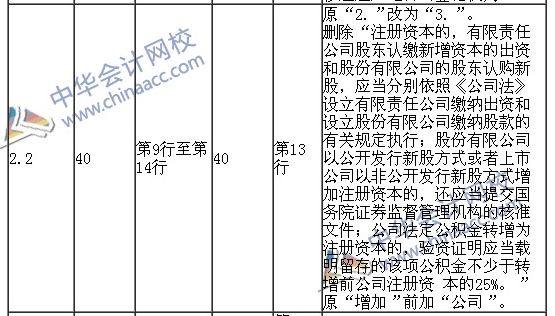 原“2. ”改为“3. ”。
删除“注册资本的，有限责任
公司股东认缴新增资本的出资
和股份有限公司的股东认购新
股，应当分别依照《公司法》
设立有限责任公司缴纳出资和
设立股份有限公司缴纳股款的
有关规定执行；股份有限公司
以公开发行新股方式或者上市
公司以非公开发行新股方式增
加注册资本的，还应当提交国
务院证券监督管理机构的核准
文件；公司法定公积金转增为
注册资本的，验资证明应当载
明留存的该项公积金不少于转
增前公司注册资 本的25%。 ”
原“增加 ”前加“公司 ”。
2.2
40
第9行至第
14行
40
第13
行
中华会计网校
www.chinaacc.com
中华会计网校
www.chinaacc.com